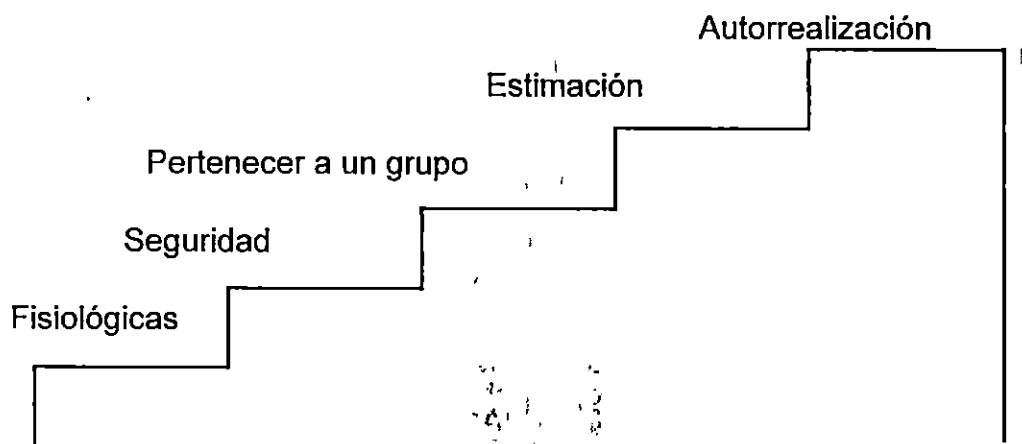 Autorrealización
Estimación
Pertenecer a un grupo
Seguridad
Fisiológicas